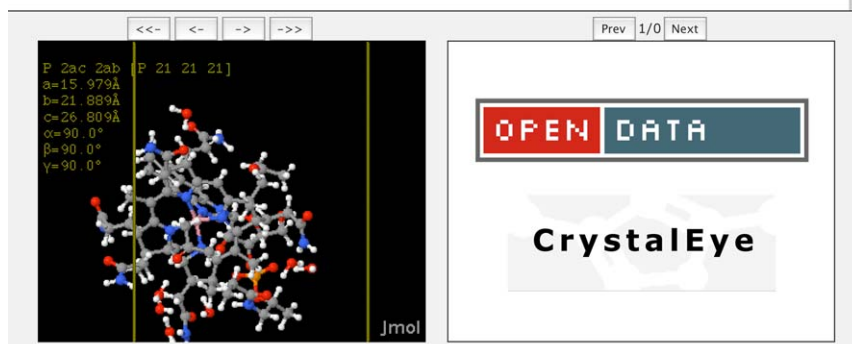 <<- <- -> ->>
Prev 1/0 Next
P 2ac 2ab [P 21 21 21]
a=15.979Å
b=21.889Å
c=26.809Å
α=90.0°
β=90.0°
γ=90.0°
Jmol
OPEN DATA
CrystalEye